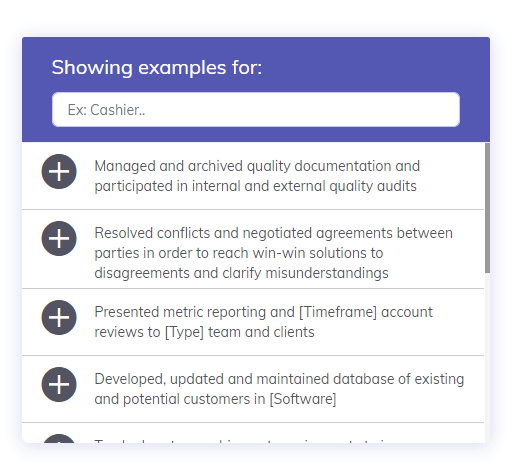 Showing examples for:
Ex: Cashier..
Managed and archived quality documentation and
participated in internal and external quality audits
Resolved conflicts and negotiated agreements between
parties in order to reach win-win solutions to
disagreements and clarify misunderstandings
Presented metric reporting and [Timeframe] account
reviews to [Type] team and clients
Developed, updated and maintained database of existing
and potential customers in [Software]